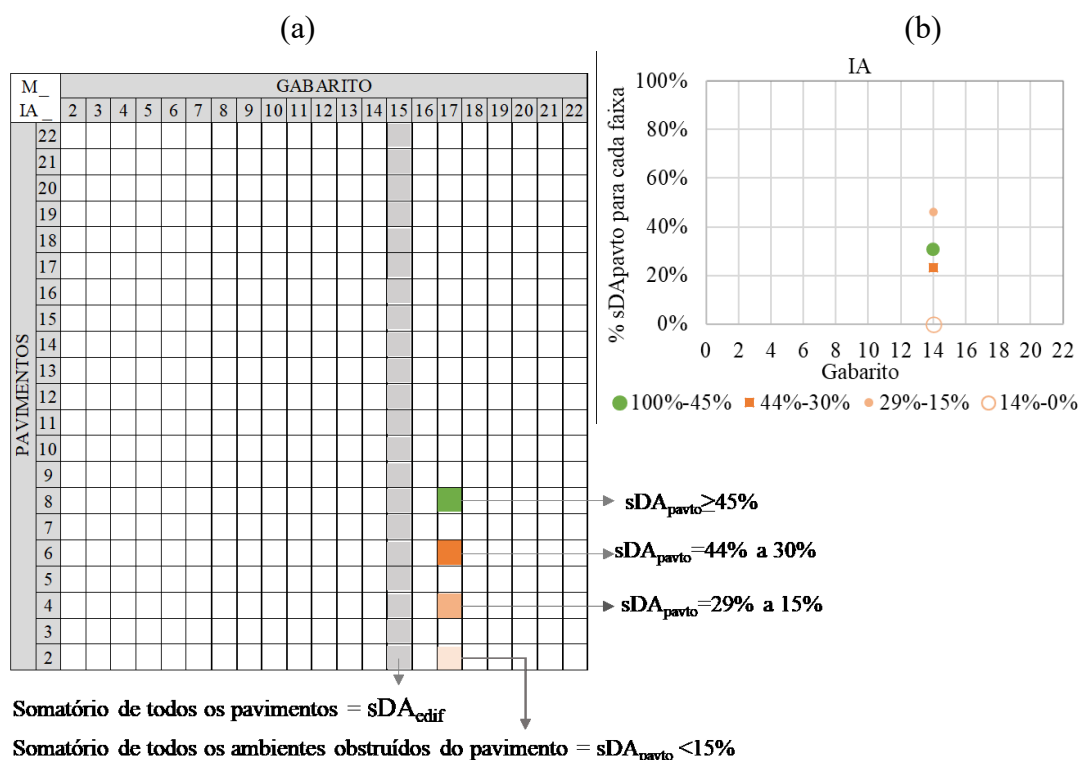 (a)
M_
IA_
GABARITO
2 3 4 5 6 7 8 9 10 11 12 13 14 15 16 17 18 19 20 21 22
PAVIMENTOS
22
21
20
19
18
17
16
15
14
13
12
11
10
9
8
7
6
5
4
3
2
sDApavto≥45%
sDApavto=44% a 30%
sDApavto=29% a 15%
Somatório de todos os pavimentos = sDAedif
Somatório de todos os ambientes obstruídos do pavimento = sDApavto <15%
(b)
IA
% sDApavto para cada faixa
100%
80%
60%
40%
20%
0%
0 2 4 6 8 10 12 14 16 18 20 22
Gabarito
100%-45% 44%-30% 29%-15% 14%-0%